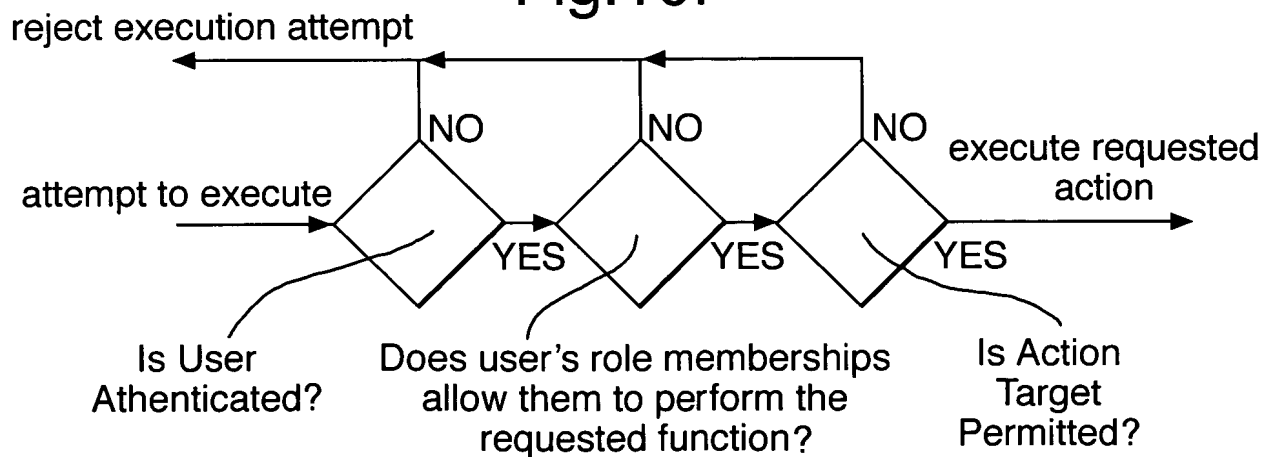 reject execution attempt
NO
NO
NO
execute requested
action
attempt to execute
YES
YES
YES
Is User
Athenticated?
Does user's role memberships
allow them to perform the
requested function?
Is Action
Target
Permitted?